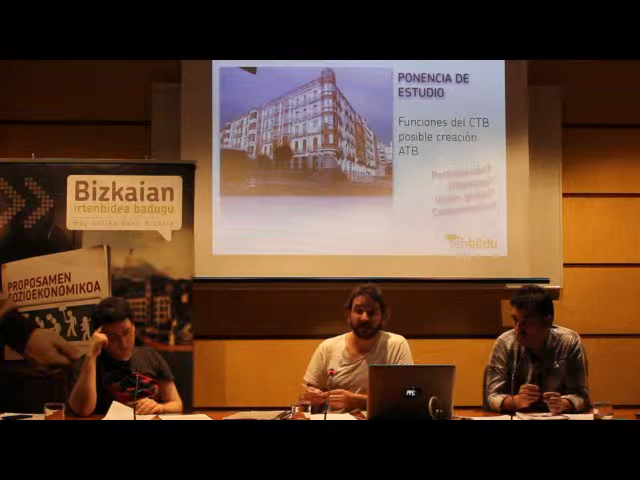 PONENCIA DE
ESTUDIO
Funciones del CTB
posible creación
ATB
Bizkaian
irtenbidea badugu
hay salida para Bizkaia
PROPOSAMEN
SOZIOEKONOMIKOA